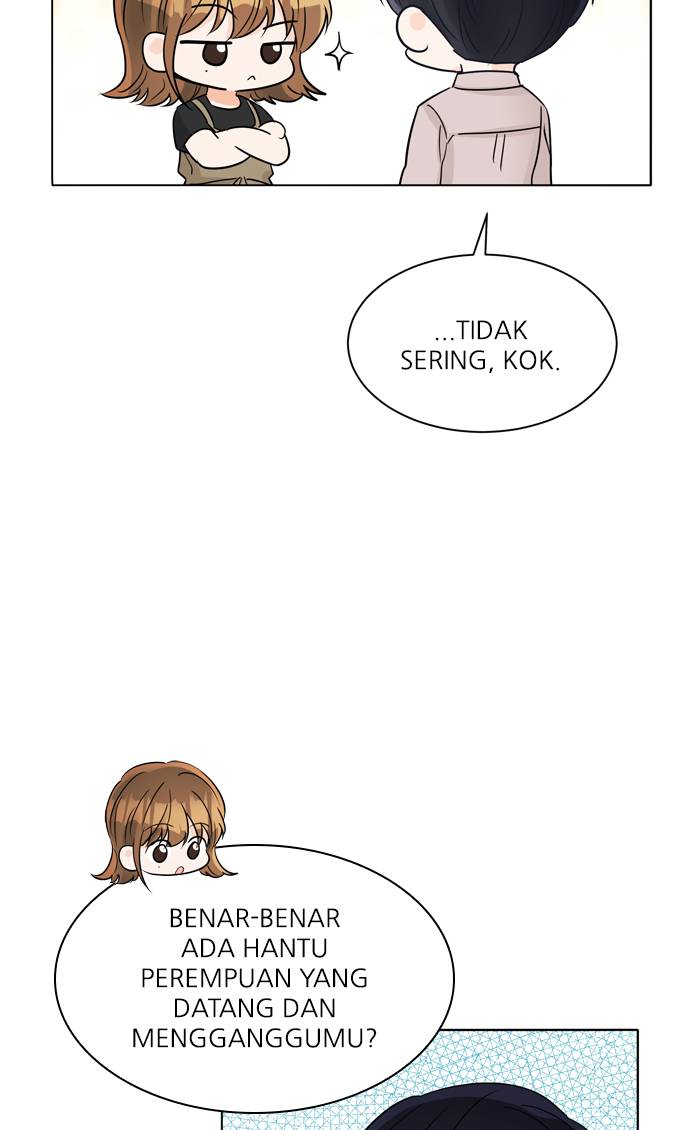 ...TIDAK
SERING, KOK.
BENAR-BENAR
ADA HANTU
PEREMPUAN YANG
DATANG DAN
MENGGANGGUMU?